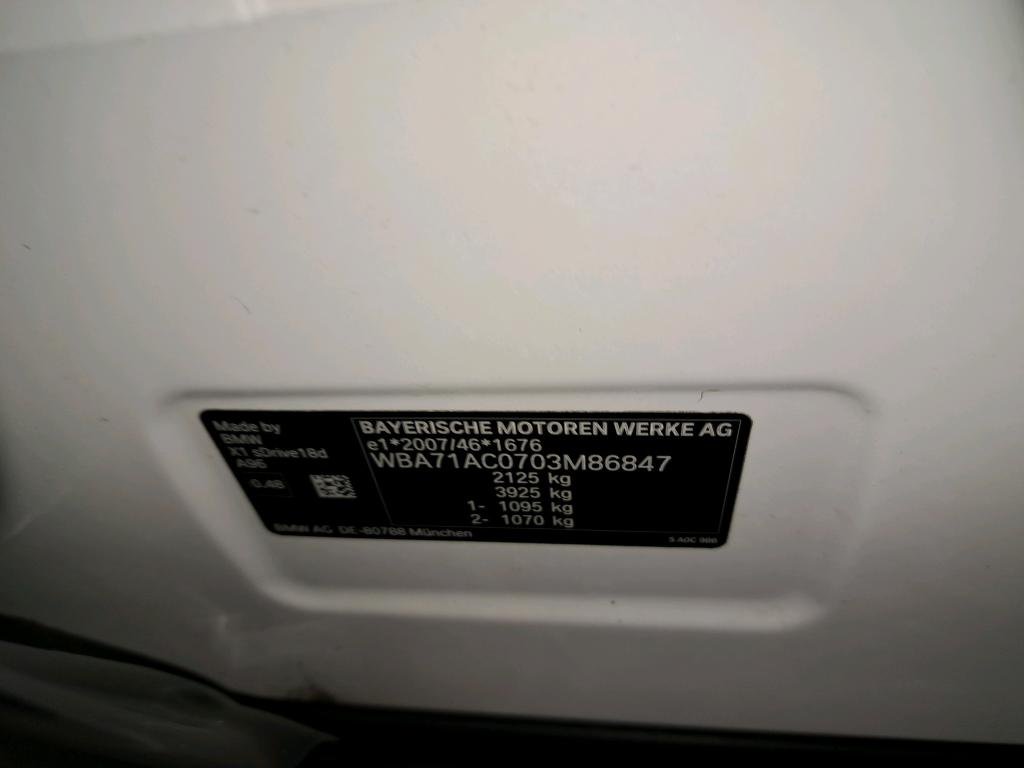 Made by
BMW
X1 sDrive18d
A96
0.48
BAYERISCHE MOTOREN WERKE AG
e1*2007/46*1676
WBA71AC0703M86847
2125 kg
3925 kg
1- 1095 kg
2- 1070 kg
BMW AG DE-80788 München